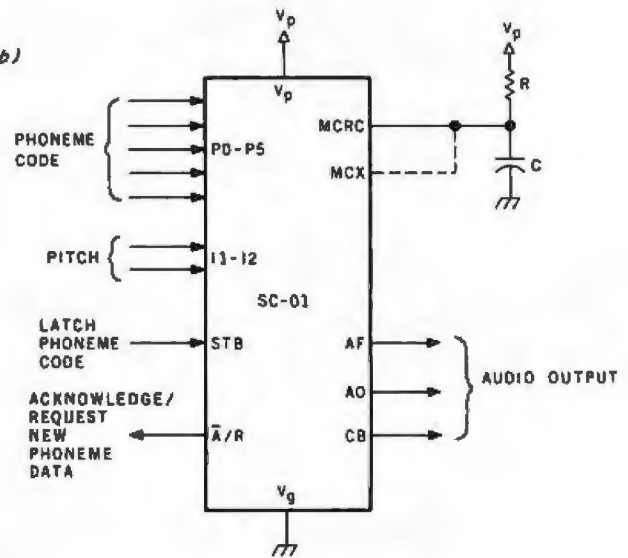 b)
Vp
Vp
R
Vp
MCRC
MCX
C
PHONEME
CODE
P0-P5
PITCH
I1-I2
SC-01
LATCH
PHONEME
CODE
STB
AF
AO
CB
AUDIO OUTPUT
ACKNOWLEDGE/
REQUEST
NEW
PHONEME
DATA
A̅/R
Vg